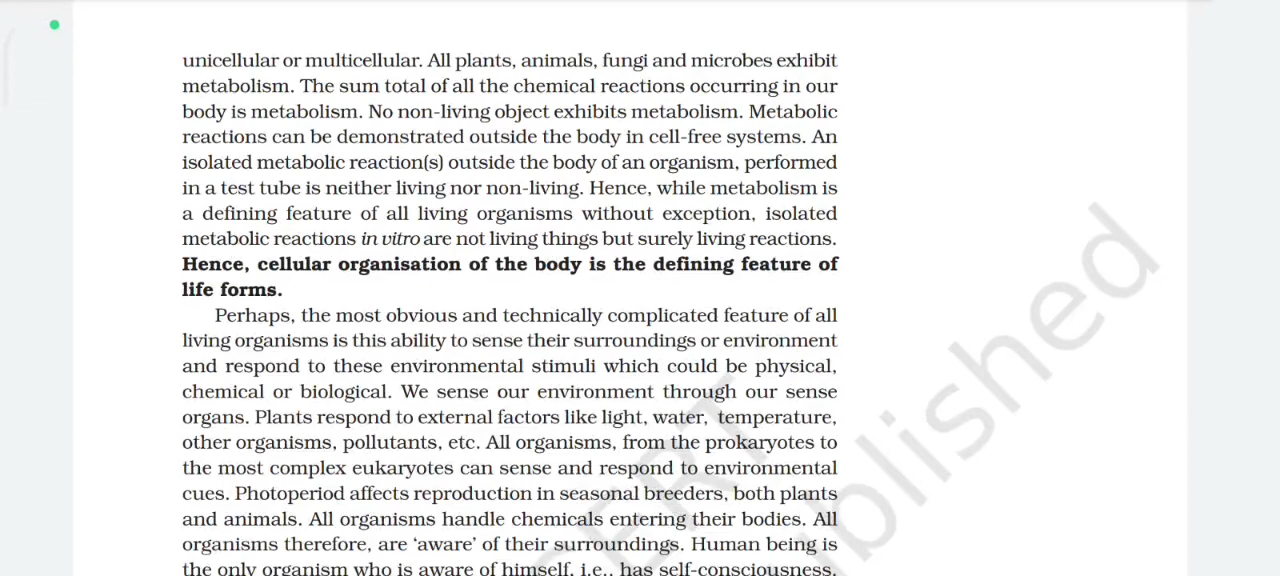 unicellular or multicellular. All plants, animals, fungi and microbes exhibit
metabolism. The sum total of all the chemical reactions occurring in our
body is metabolism. No non-living object exhibits metabolism. Metabolic
reactions can be demonstrated outside the body in cell-free systems. An
isolated metabolic reaction(s) outside the body of an organism, performed
in a test tube is neither living nor non-living. Hence, while metabolism is
a defining feature of all living organisms without exception, isolated
metabolic reactions in vitro are not living things but surely living reactions.
Hence, cellular organisation of the body is the defining feature of
life forms.
Perhaps, the most obvious and technically complicated feature of all
living organisms is this ability to sense their surroundings or environment
and respond to these environmental stimuli which could be physical,
chemical or biological. We sense our environment through our sense
organs. Plants respond to external factors like light, water, temperature,
other organisms, pollutants, etc. All organisms, from the prokaryotes to
the most complex eukaryotes can sense and respond to environmental
cues. Photoperiod affects reproduction in seasonal breeders, both plants
and animals. All organisms handle chemicals entering their bodies. All
organisms therefore, are ‘aware’ of their surroundings. Human being is
the only organism who is aware of himself, i.e., has self-consciousness.
CERT
ublished